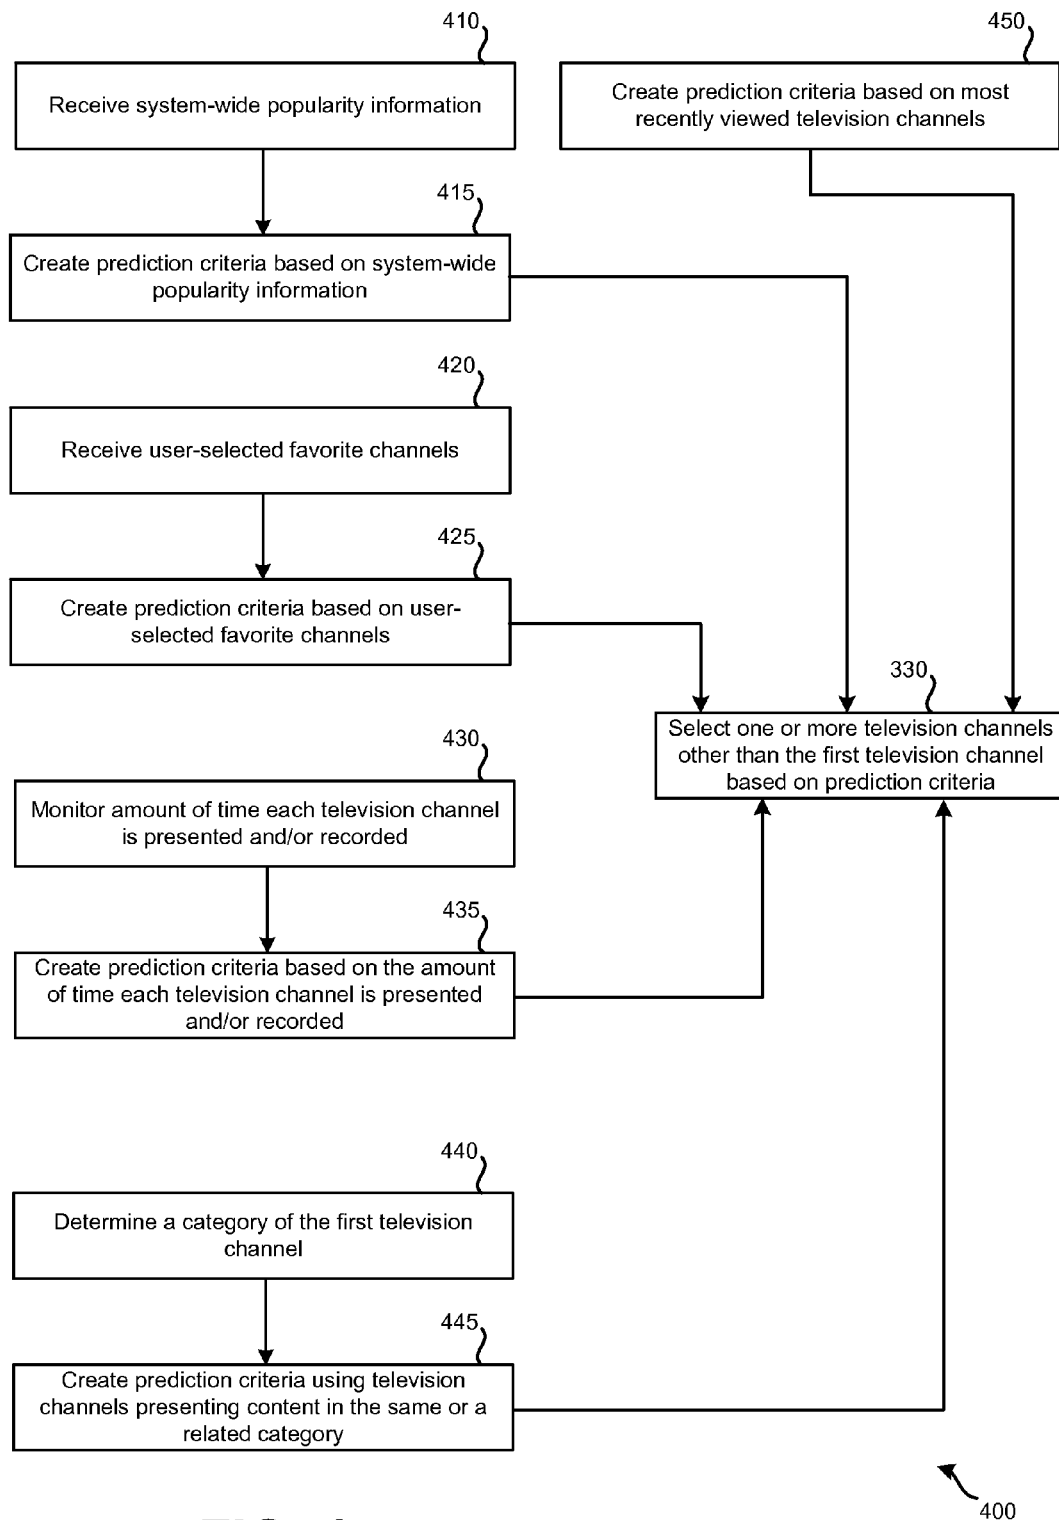 410
Receive system-wide popularity information
450
Create prediction criteria based on most
recently viewed television channels
415
Create prediction criteria based on system-wide
popularity information
420
Receive user-selected favorite channels
425
Create prediction criteria based on user-
selected favorite channels
330
Select one or more television channels
other than the first television channel
based on prediction criteria
430
Monitor amount of time each television channel
is presented and/or recorded
435
Create prediction criteria based on the amount
of time each television channel is presented
and/or recorded
440
Determine a category of the first television
channel
445
Create prediction criteria using television
channels presenting content in the same or a
related category
400